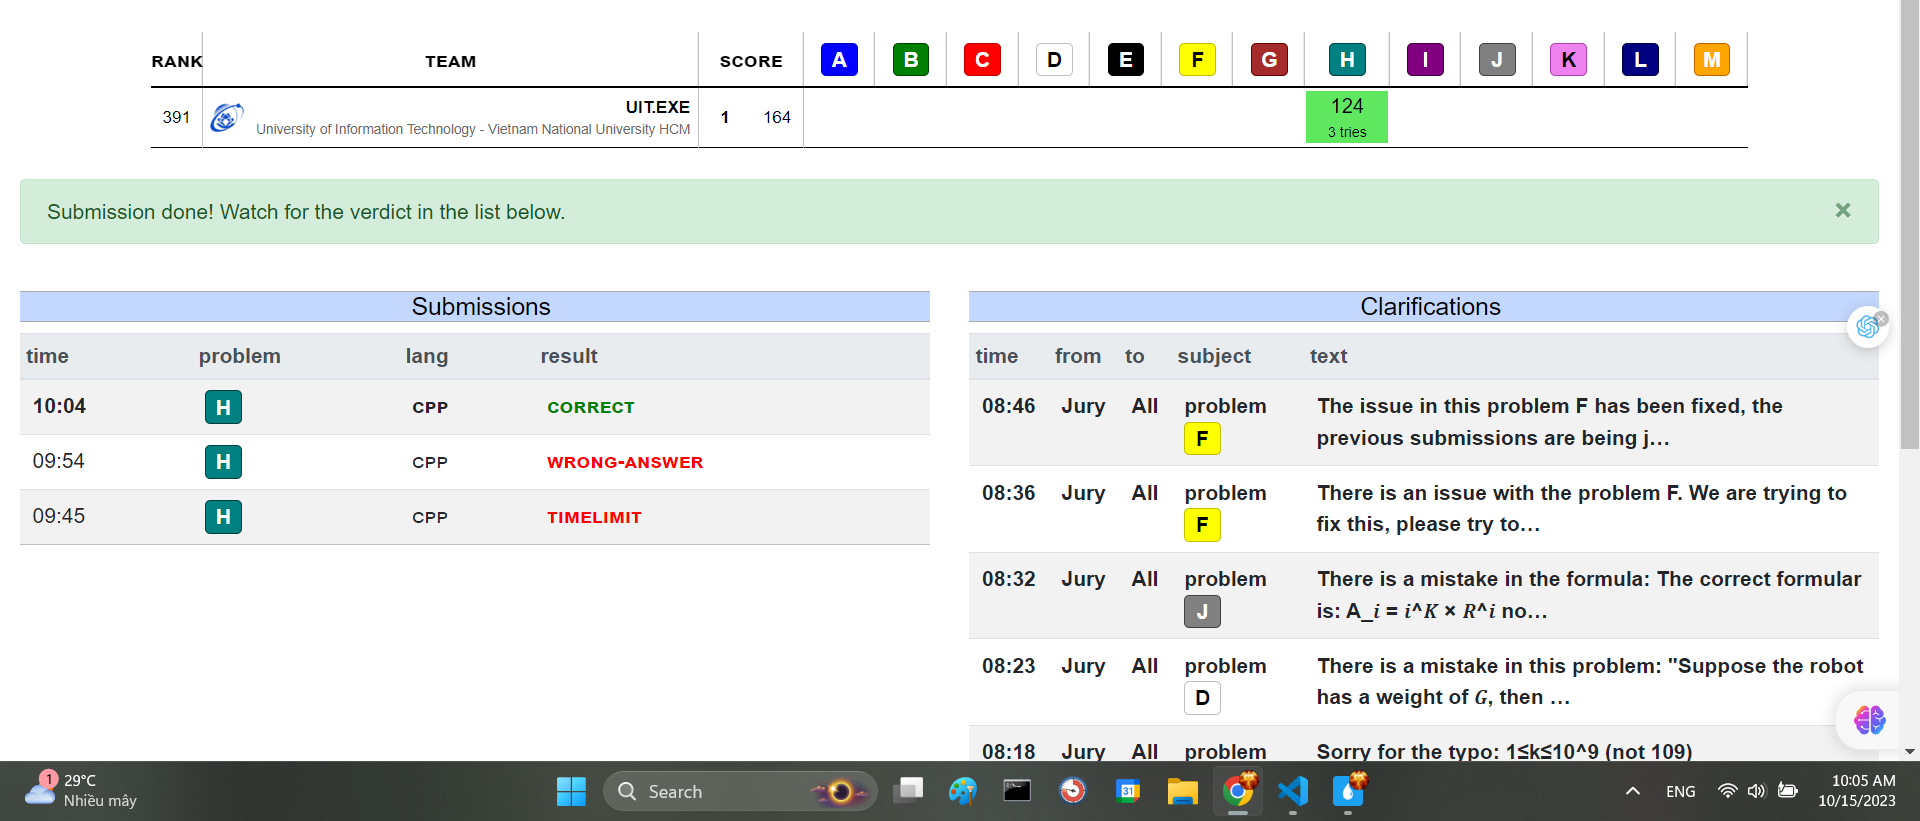 RANK TEAM SCORE A B C D E F G H I J K L M
391 UIT.EXE 1 164 124
University of Information Technology - Vietnam National University HCM 3 tries
Submission done! Watch for the verdict in the list below. ×
Submissions
time problem lang result
10:04 H CPP CORRECT
09:54 H CPP WRONG-ANSWER
09:45 H CPP TIMELIMIT
Clarifications
time from to subject text
08:46 Jury All problem The issue in this problem F has been fixed, the
F previous submissions are being j…
08:36 Jury All problem There is an issue with the problem F. We are trying to
F fix this, please try to…
08:32 Jury All problem There is a mistake in the formula: The correct formular
J is: A_i = i^K × R^i no…
08:23 Jury All problem There is a mistake in this problem: "Suppose the robot
D has a weight of G, then …
08:18 Jury All problem Sorry for the typo: 1≤k≤10^9 (not 109)
1 29°C
Nhiều mây
Search
31
ENG
10:05 AM
10/15/2023